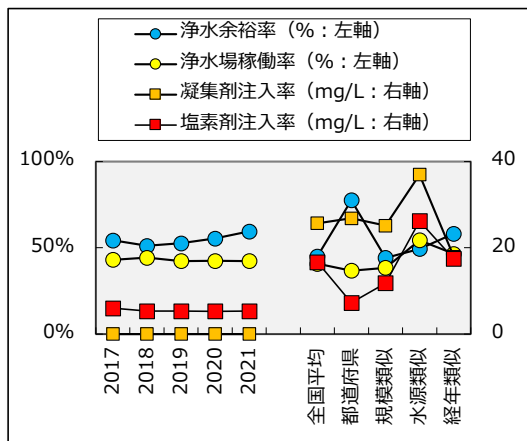 浄水余裕率（%：左軸）
浄水場稼働率（%：左軸）
凝集剤注入率（mg/L：右軸）
塩素剤注入率（mg/L：右軸）
100%
50%
0%
40
20
0
2017
2018
2019
2020
2021
全国平均
都道府県
規模類似
水源類似
経年類似